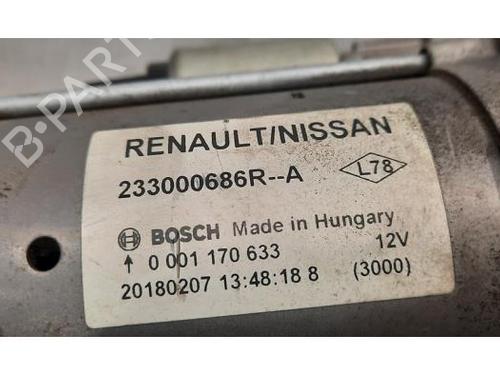 B-PARTS
RENAULT/NISSAN
233000686R--A
L78
BOSCH Made in Hungary
0 001 170 633 12V
20180207 13:48:18 8 (3000)